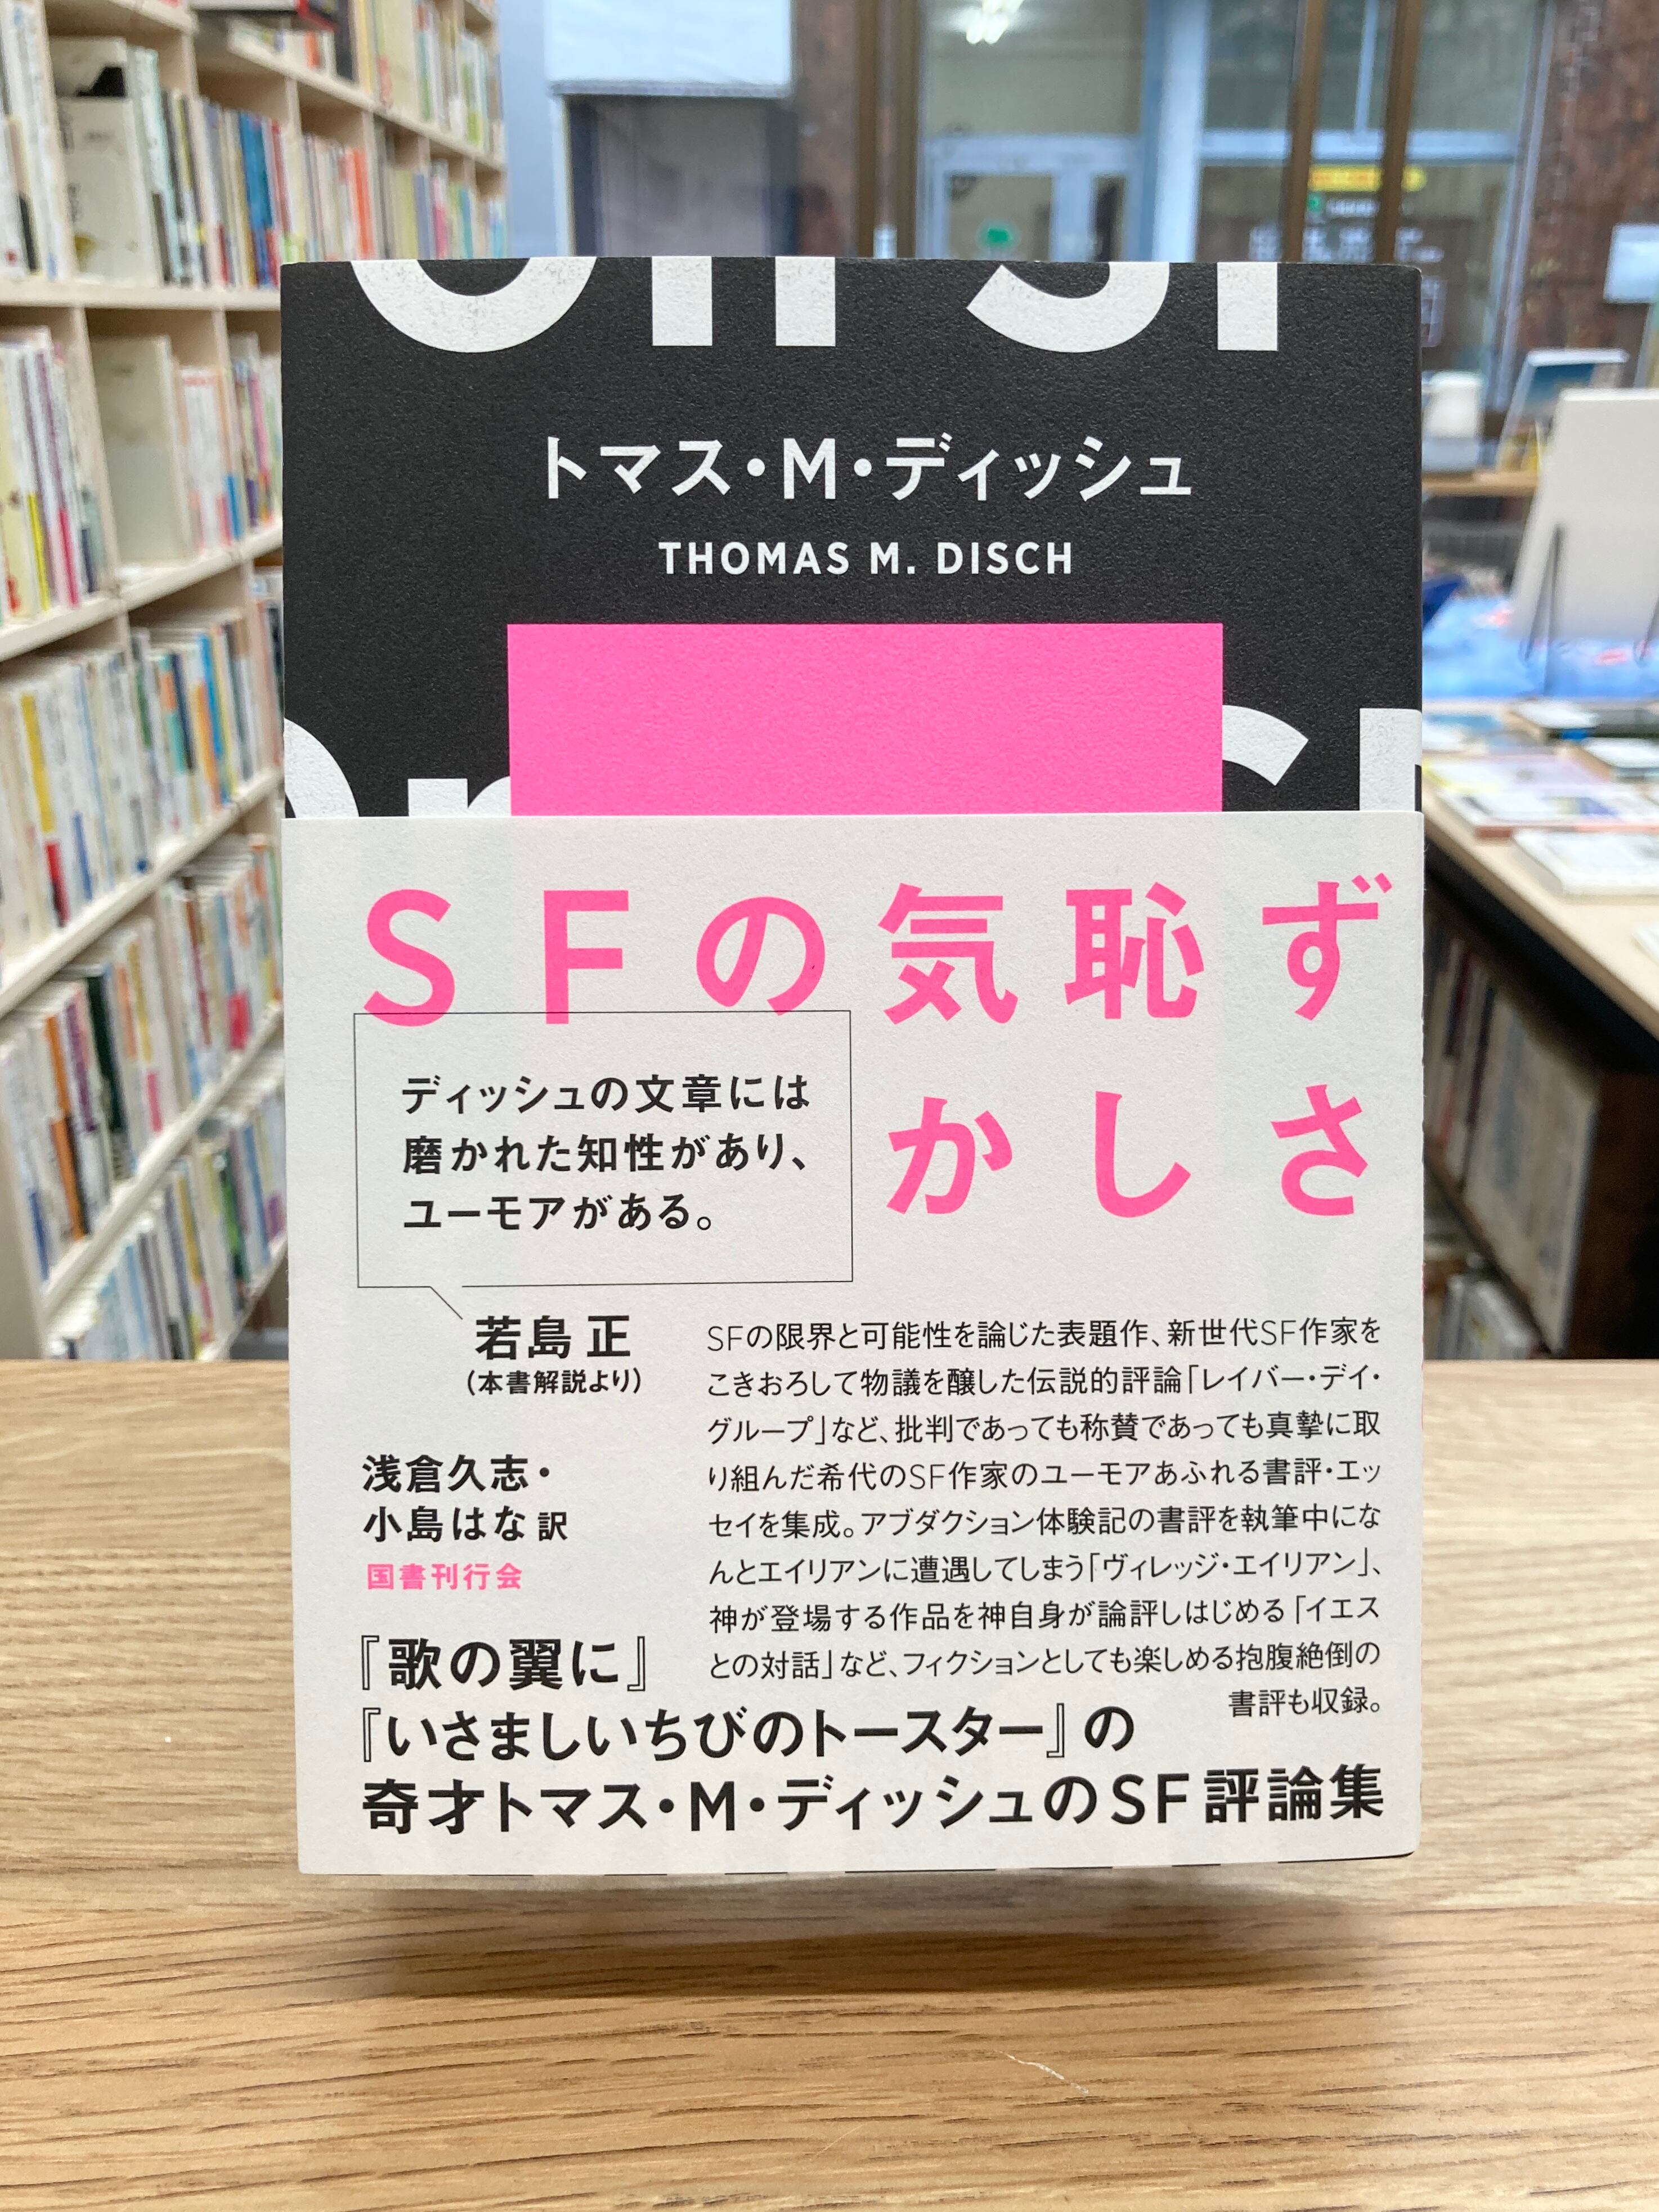 On SF
トマス・M・ディッシュ
THOMAS M. DISCH
SFの気恥ず
かしさ
ディッシュの文章には
磨かれた知性があり、
ユーモアがある。
若島 正
（本書解説より）
浅倉久志・
小島はな 訳
国書刊行会
SFの限界と可能性を論じた表題作、新世代SF作家を
こきおろして物議を醸した伝説的評論「レイバー・デイ・
グループ」など、批判であっても称賛であっても真摯に取
り組んだ希代のSF作家のユーモアあふれる書評・エッ
セイを集成。アブダクション体験記の書評を執筆中にな
んとエイリアンに遭遇してしまう「ヴィレッジ・エイリアン」、
神が登場する作品を神自身が論評しはじめる「イエス
との対話」など、フィクションとしても楽しめる抱腹絶倒の
書評も収録。
『歌の翼に』
『いさましいちびのトースター』の
奇才トマス・M・ディッシュのSF評論集